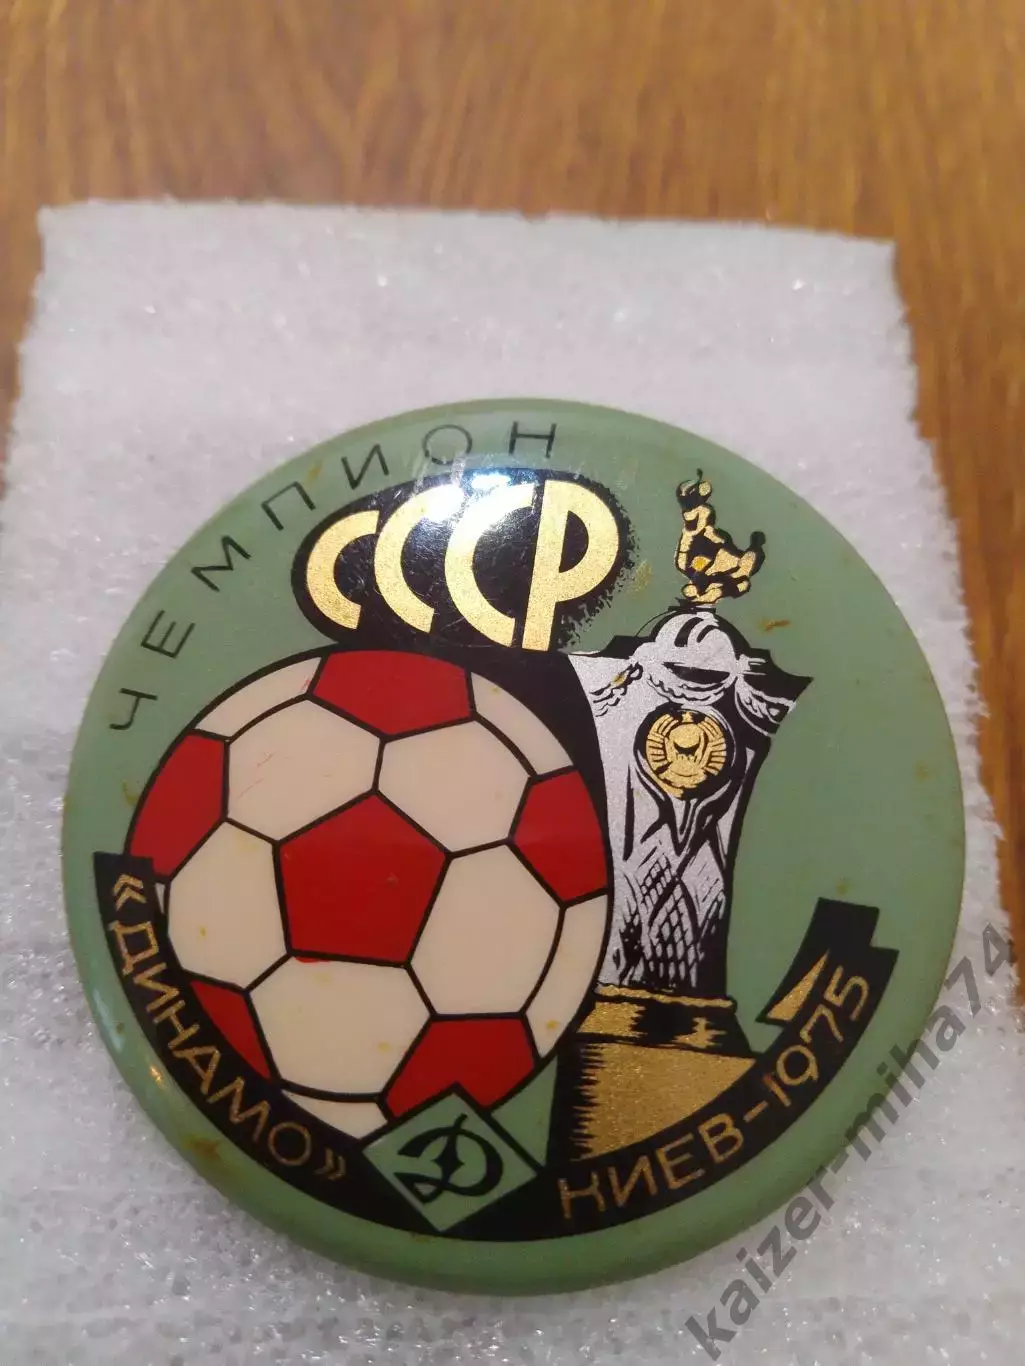 ЧЕМПИОН
СССР
«ДИНАМО»
Д
КИЕВ-1975
kaizer-miha74